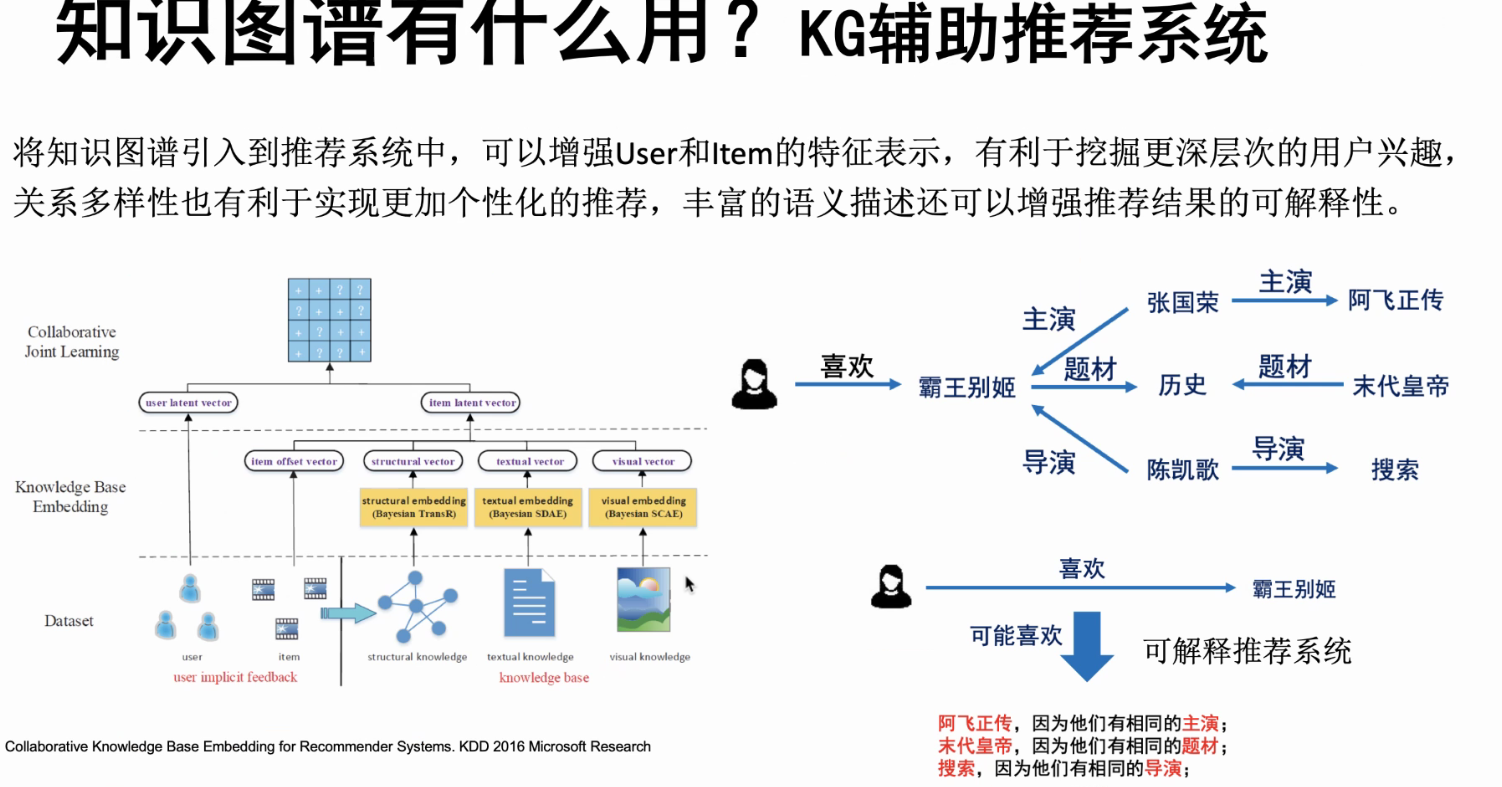 知识图谱有什么用？KG辅助推荐系统
将知识图谱引入到推荐系统中，可以增强User和Item的特征表示，有利于挖掘更深层次的用户兴趣，
关系多样性也有利于实现更加个性化的推荐，丰富的语义描述还可以增强推荐结果的可解释性。
Collaborative
Joint Learning
+ + ? ?
? + + ?
+ ? + +
+ ? ? +
user latent vector
item latent vector
Knowledge Base
Embedding
item offset vector
structural vector
textual vector
visual vector
structural embedding
(Bayesian TransR)
textual embedding
(Bayesian SDAE)
visual embedding
(Bayesian SCAE)
Dataset
user
item
structural knowledge
textual knowledge
visual knowledge
user implicit feedback
knowledge base
Collaborative Knowledge Base Embedding for Recommender Systems. KDD 2016 Microsoft Research
主演
张国荣
主演
阿飞正传
喜欢
霸王别姬
题材
历史
题材
末代皇帝
导演
陈凯歌
导演
搜索
喜欢
霸王别姬
可能喜欢
可解释推荐系统
阿飞正传，因为他们有相同的主演；
末代皇帝，因为他们有相同的题材；
搜索，因为他们有相同的导演；